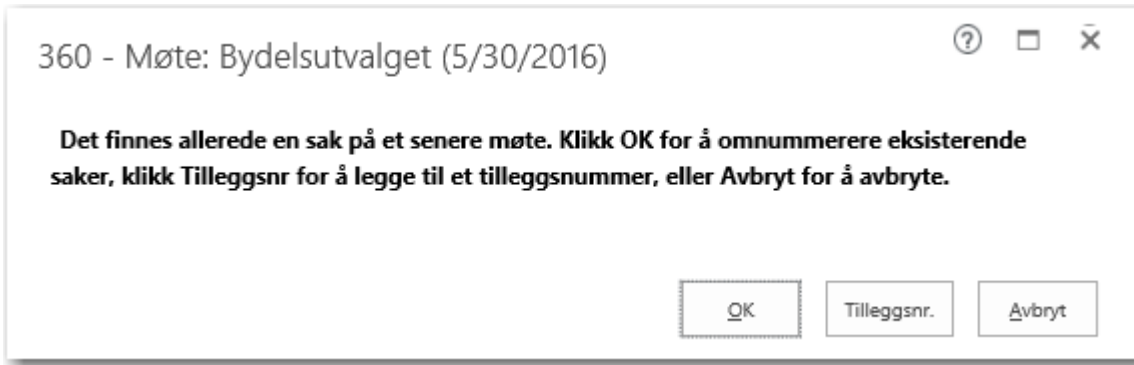 360 - Møte: Bydelsutvalget (5/30/2016)
Det finnes allerede en sak på et senere møte. Klikk OK for å omnummerere eksisterende
saker, klikk Tilleggsnr for å legge til et tilleggsnummer, eller Avbryt for å avbryte.
OK Tilleggsnr. Avbryt